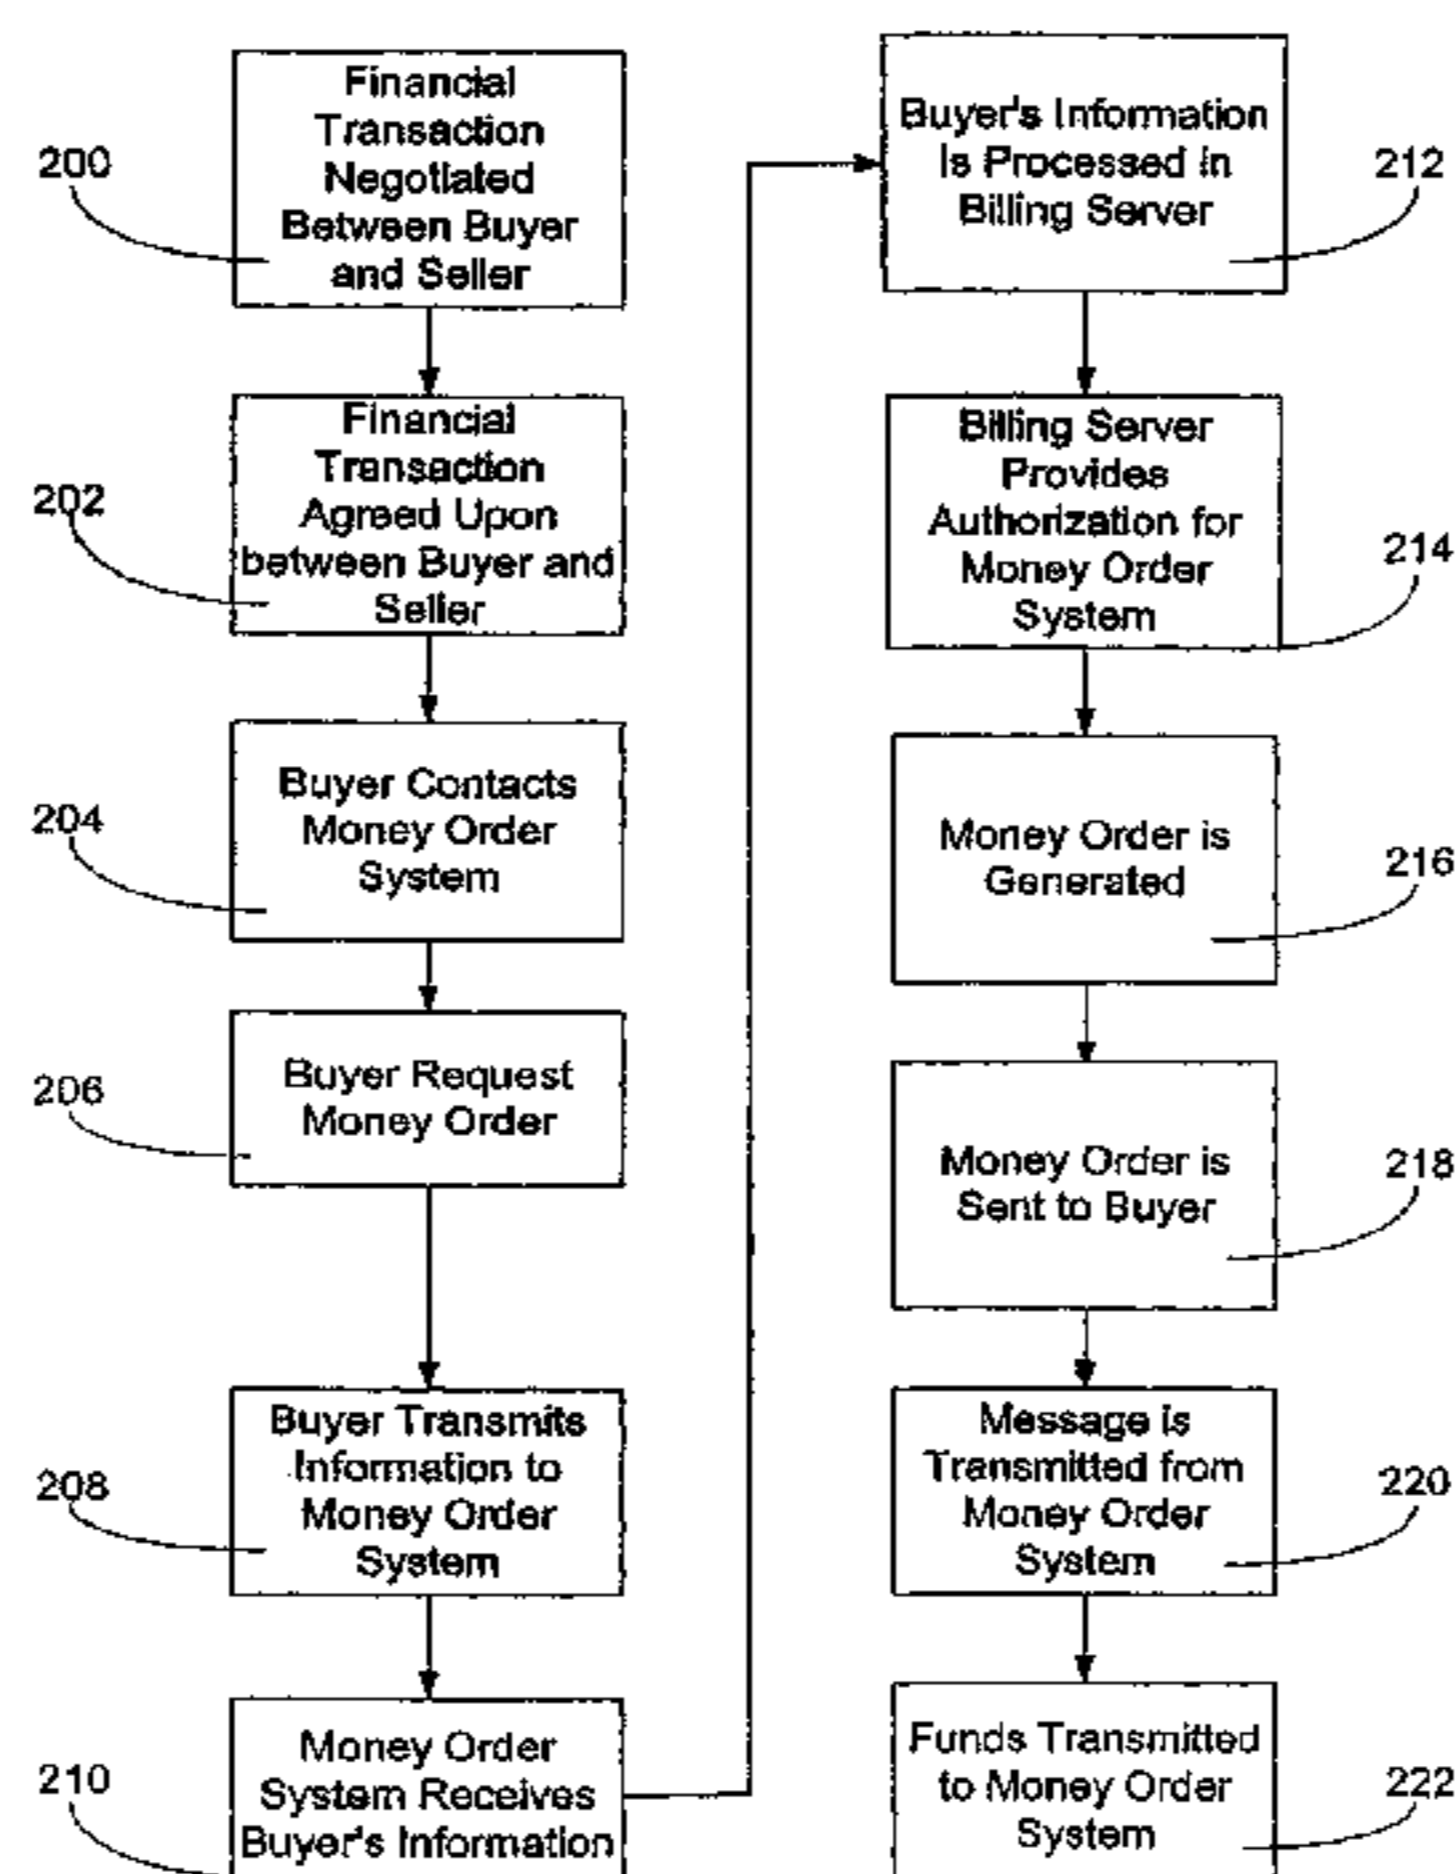 200
Financial
Transaction
Negotiated
Between Buyer
and Seller
202
Financial
Transaction
Agreed Upon
between Buyer and
Seller
204
Buyer Contacts
Money Order
System
206
Buyer Request
Money Order
208
Buyer Transmits
Information to
Money Order
System
210
Money Order
System Receives
Buyer's Information
212
Buyer's Information
Is Processed in
Billing Server
214
Billing Server
Provides
Authorization for
Money Order
System
216
Money Order is
Generated
218
Money Order is
Sent to Buyer
220
Message is
Transmitted from
Money Order
System
222
Funds Transmitted
to Money Order
System